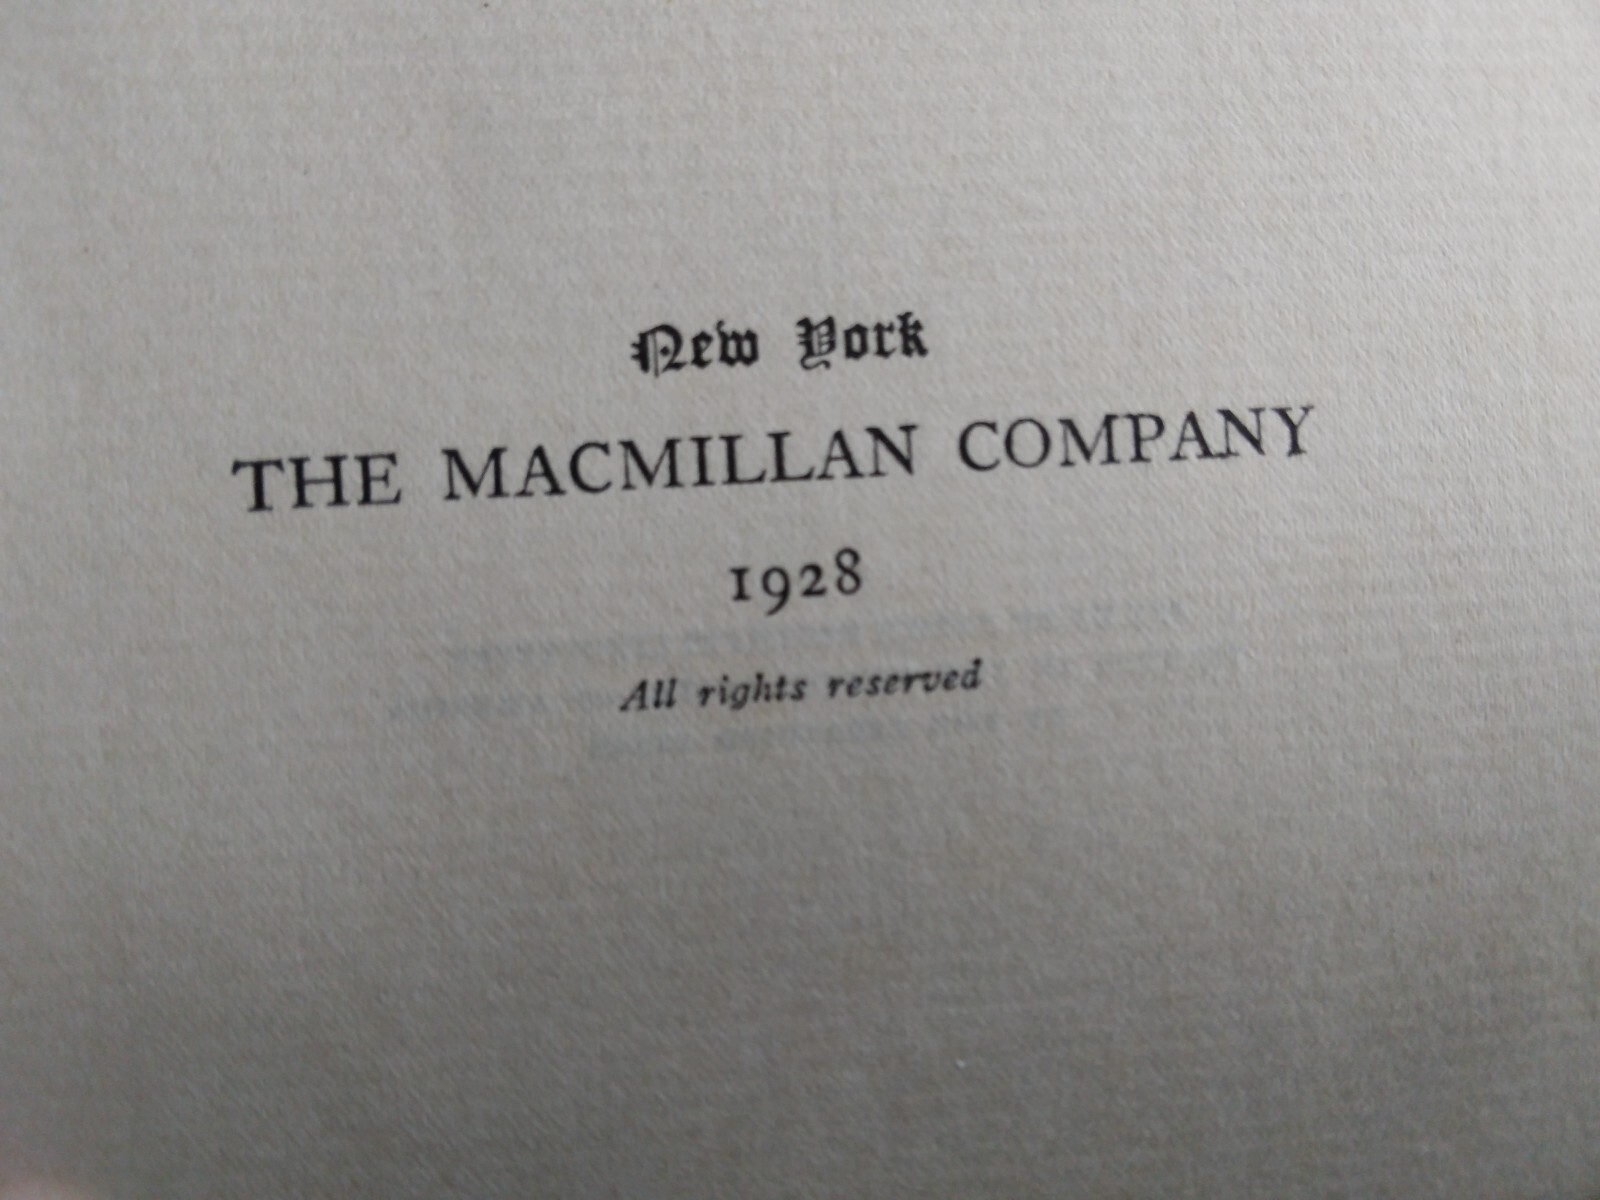 New York
THE MACMILLAN COMPANY
1928
All rights reserved